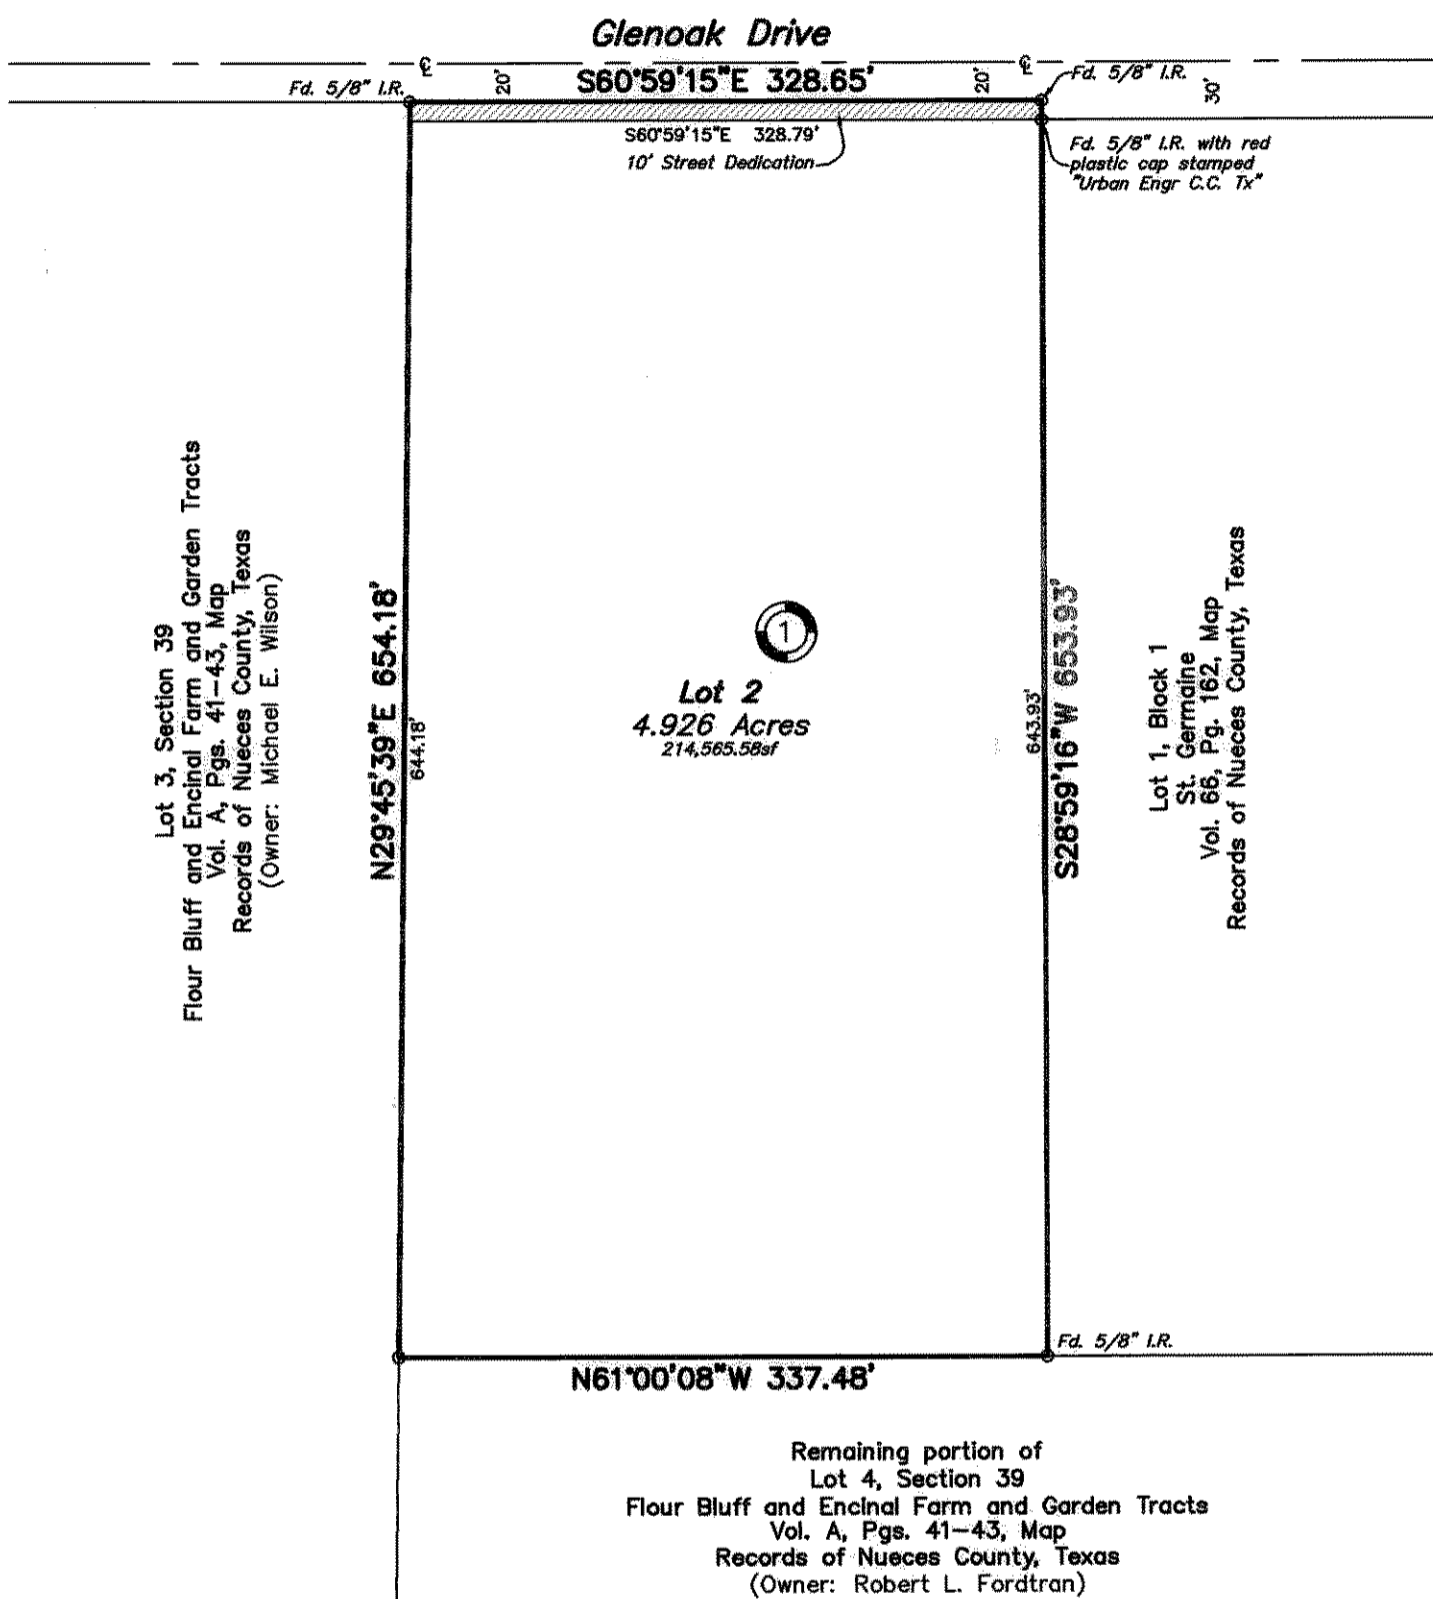 Glenoak Drive
℄
20'
S60°59'15"E 328.65'
20'
℄
Fd. 5/8" I.R.
30'
Fd. 5/8" I.R.
S60°59'15"E 328.79'
10' Street Dedication
Fd. 5/8" I.R. with red
plastic cap stamped
"Urban Engr C.C. Tx"
Lot 3, Section 39
Flour Bluff and Encinal Farm and Garden Tracts
Vol. A, Pgs. 41-43, Map
Records of Nueces County, Texas
(Owner: Michael E. Wilson)
N29°45'39"E 654.18'
644.18'
1
Lot 2
4.926 Acres
214,565.58sf
643.93'
S28°59'16"W 653.93'
Lot 1, Block 1
St. Germaine
Vol. 66, Pg. 162, Map
Records of Nueces County, Texas
Fd. 5/8" I.R.
N61°00'08"W 337.48'
Remaining portion of
Lot 4, Section 39
Flour Bluff and Encinal Farm and Garden Tracts
Vol. A, Pgs. 41-43, Map
Records of Nueces County, Texas
(Owner: Robert L. Fordtran)